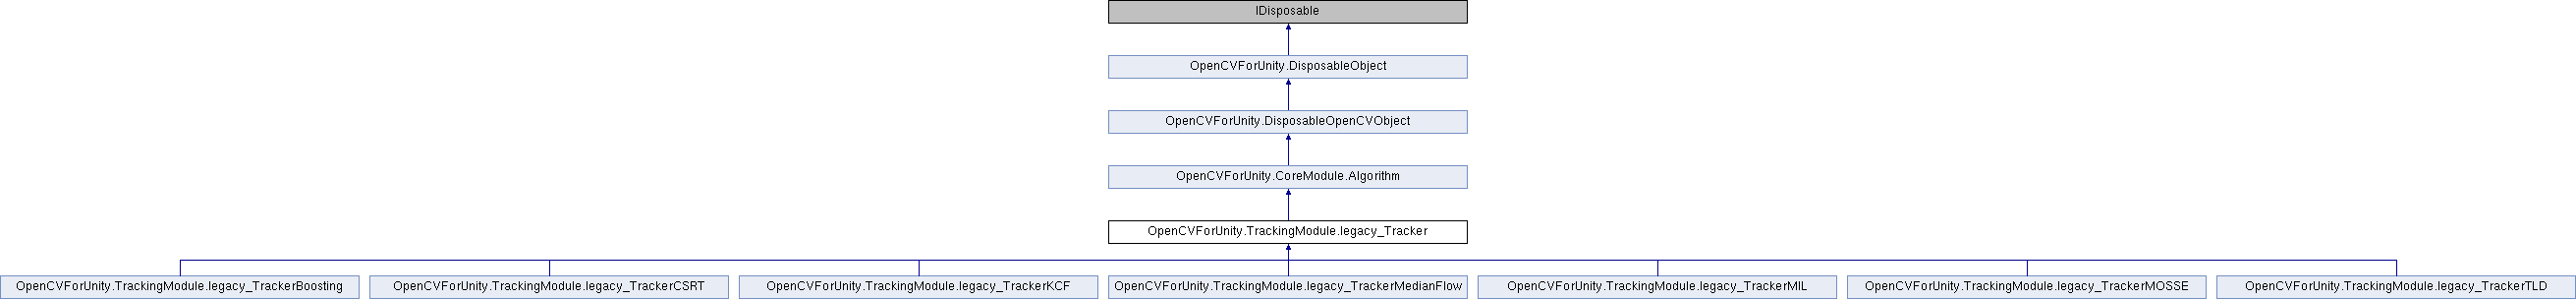 IDisposable
OpenCVForUnity.DisposableObject
OpenCVForUnity.DisposableOpenCVObject
OpenCVForUnity.CoreModule.Algorithm
OpenCVForUnity.TrackingModule.legacy_Tracker
OpenCVForUnity.TrackingModule.legacy_TrackerBoosting
OpenCVForUnity.TrackingModule.legacy_TrackerCSRT
OpenCVForUnity.TrackingModule.legacy_TrackerKCF
OpenCVForUnity.TrackingModule.legacy_TrackerMedianFlow
OpenCVForUnity.TrackingModule.legacy_TrackerMIL
OpenCVForUnity.TrackingModule.legacy_TrackerMOSSE
OpenCVForUnity.TrackingModule.legacy_TrackerTLD